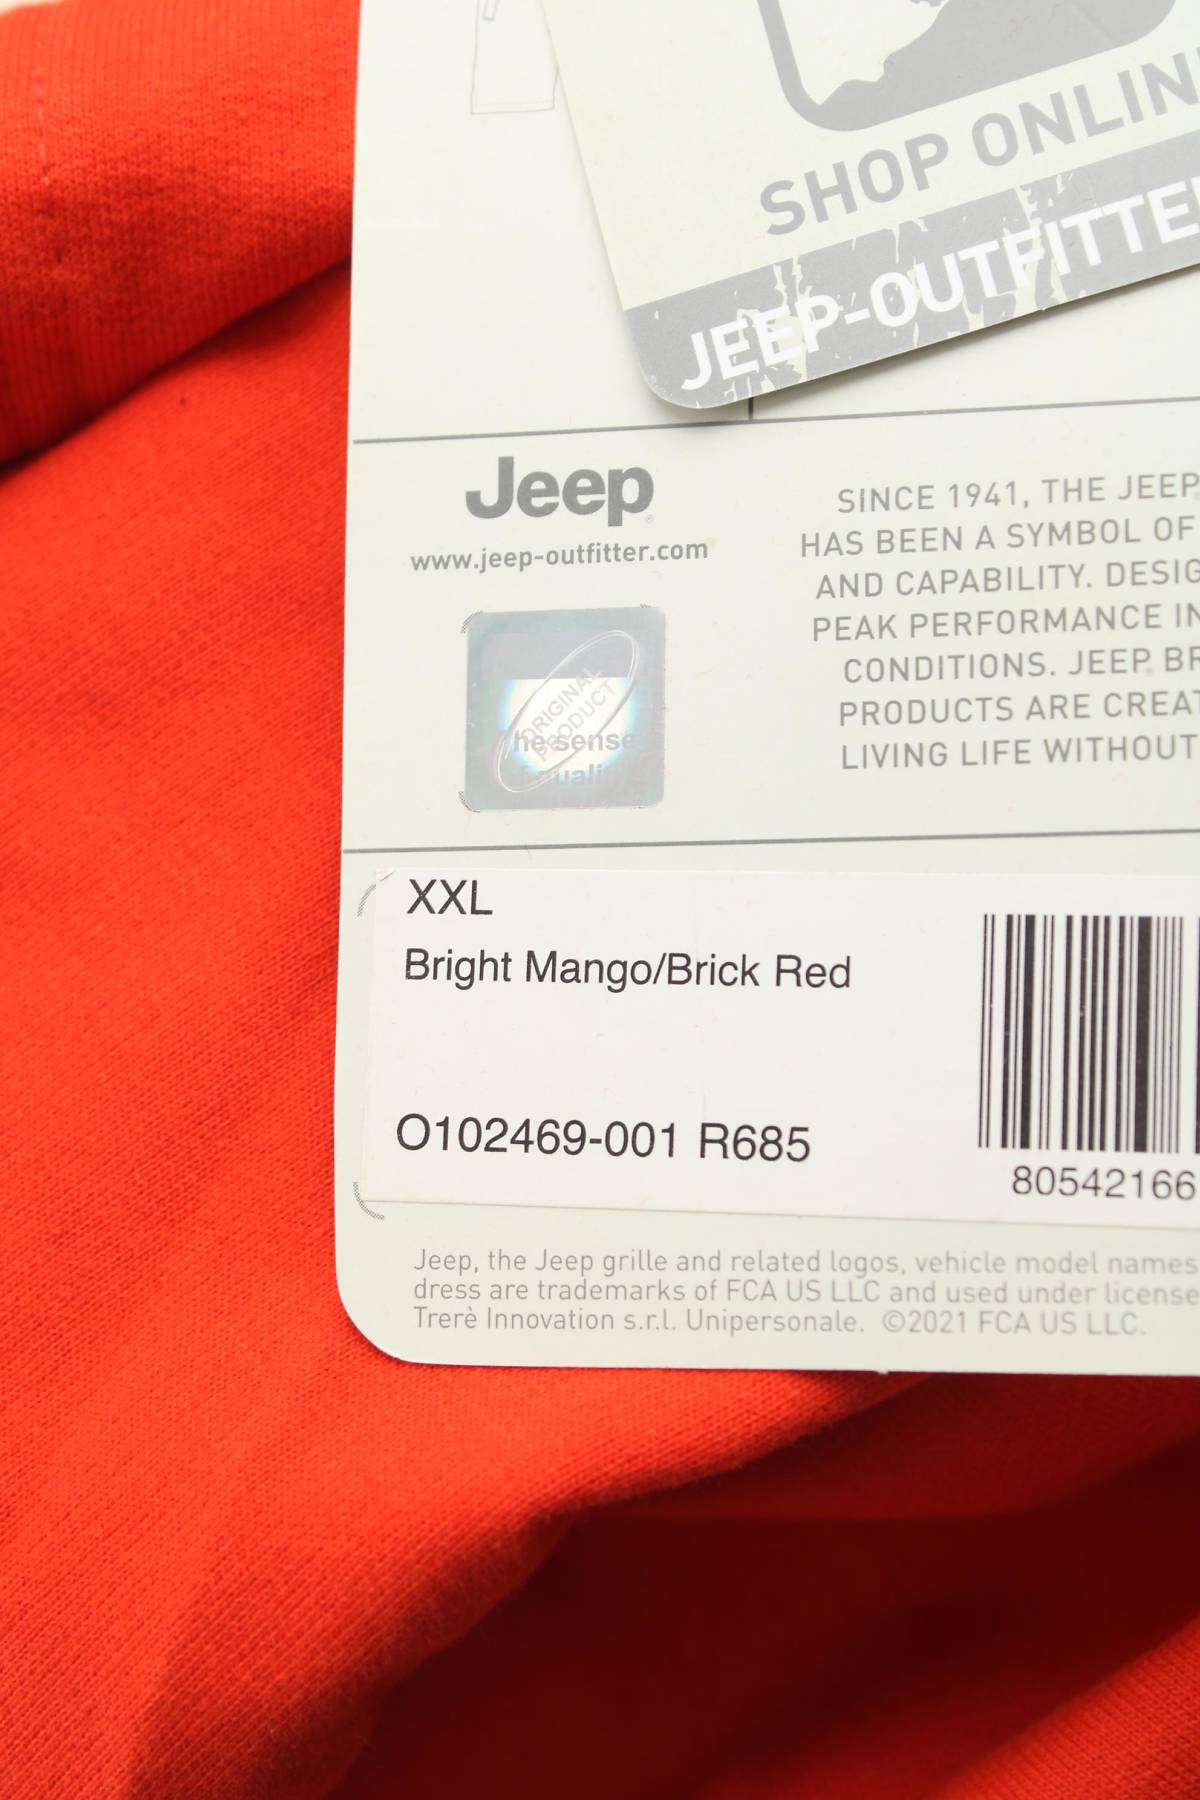 SHOP ONLIN
JEEP-OUTFITTE
Jeep
www.jeep-outfitter.com
SINCE 1941, THE JEEP
HAS BEEN A SYMBOL OF
AND CAPABILITY. DESIG
PEAK PERFORMANCE IN
CONDITIONS. JEEP BR
PRODUCTS ARE CREAT
LIVING LIFE WITHOUT
ORIGINAL
PRODUCT
he sense
quali
XXL
Bright Mango/Brick Red
O102469-001 R685
80542166
Jeep, the Jeep grille and related logos, vehicle model names
dress are trademarks of FCA US LLC and used under license
Trerè Innovation s.r.l. Unipersonale. ©2021 FCA US LLC.